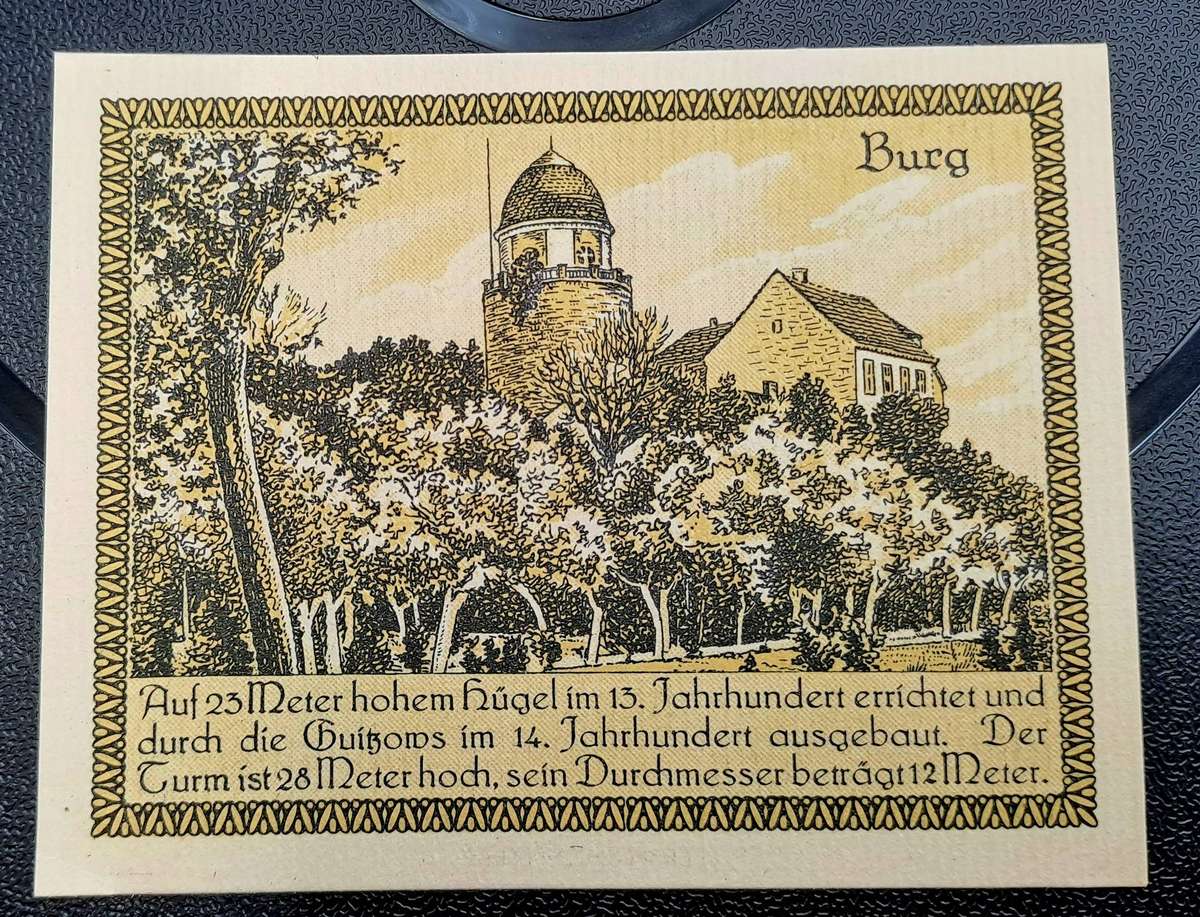 Burg
Auf 23 Meter hohem Hügel im 13. Jahrhundert errichtet und
durch die Guitzows im 14. Jahrhundert ausgebaut. Der
Turm ist 28 Meter hoch, sein Durchmesser beträgt 12 Meter.